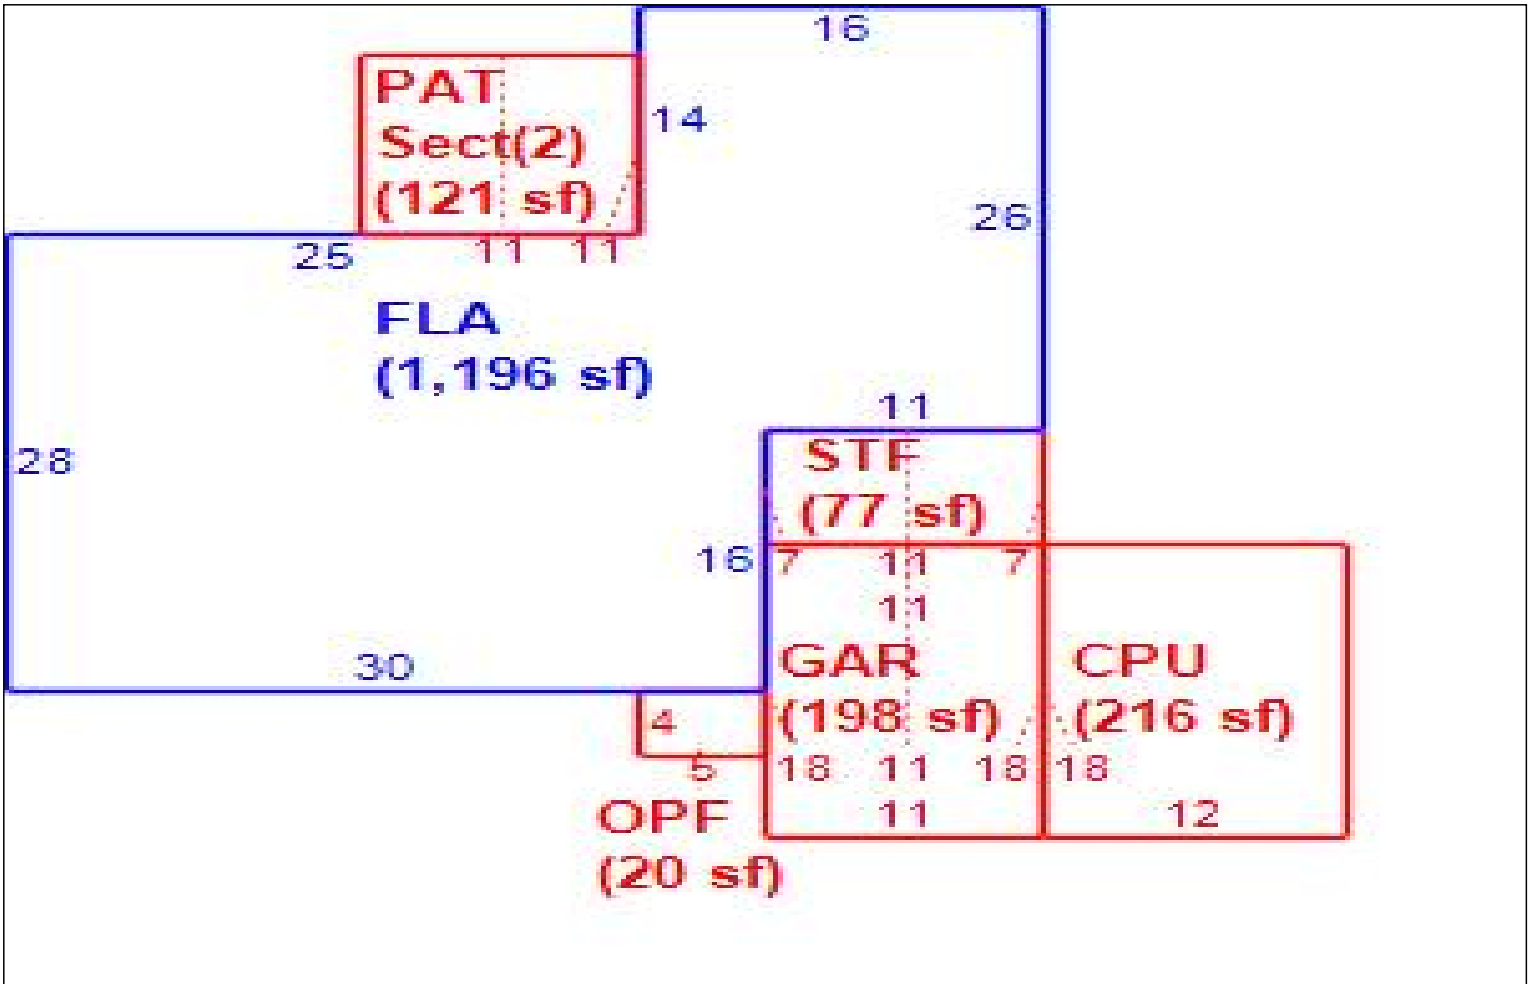 16
PAT
Sect(2)
(121 sf)
14
26
25
11 11
FLA
(1,196 sf)
11
STF
(77 sf)
28
16
7 11 7
11
30
GAR
(198 sf)
CPU
(216 sf)
4
5
18 11 18 18
11
12
OPF
(20 sf)